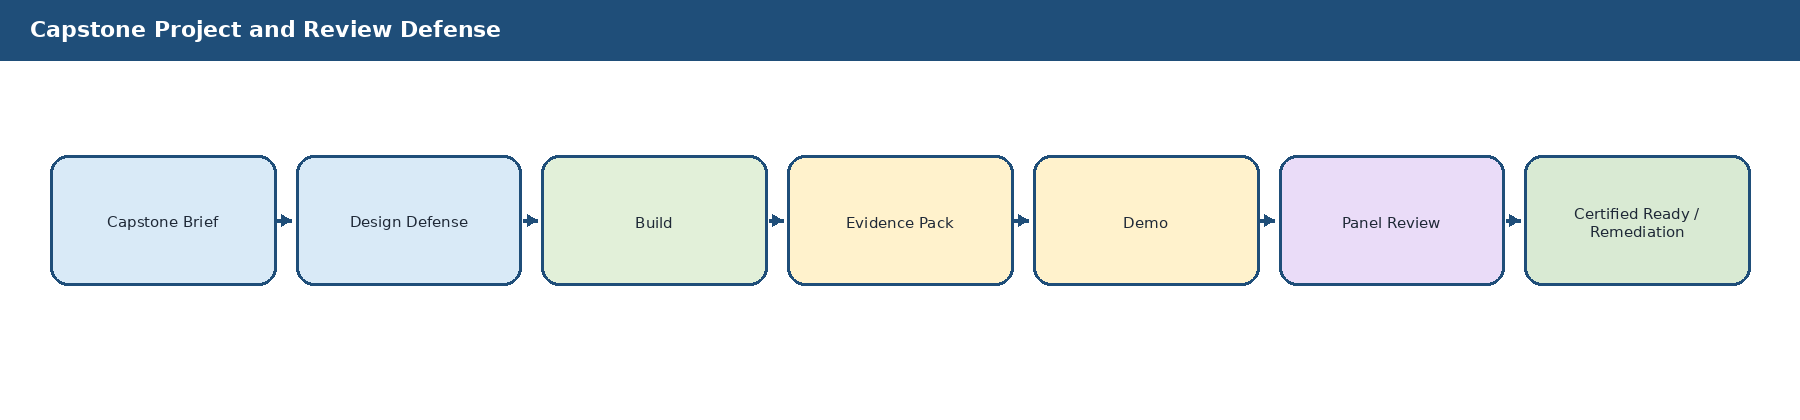 Capstone Project and Review Defense
Capstone Brief
Design Defense
Build
Evidence Pack
Demo
Panel Review
Certified Ready /
Remediation